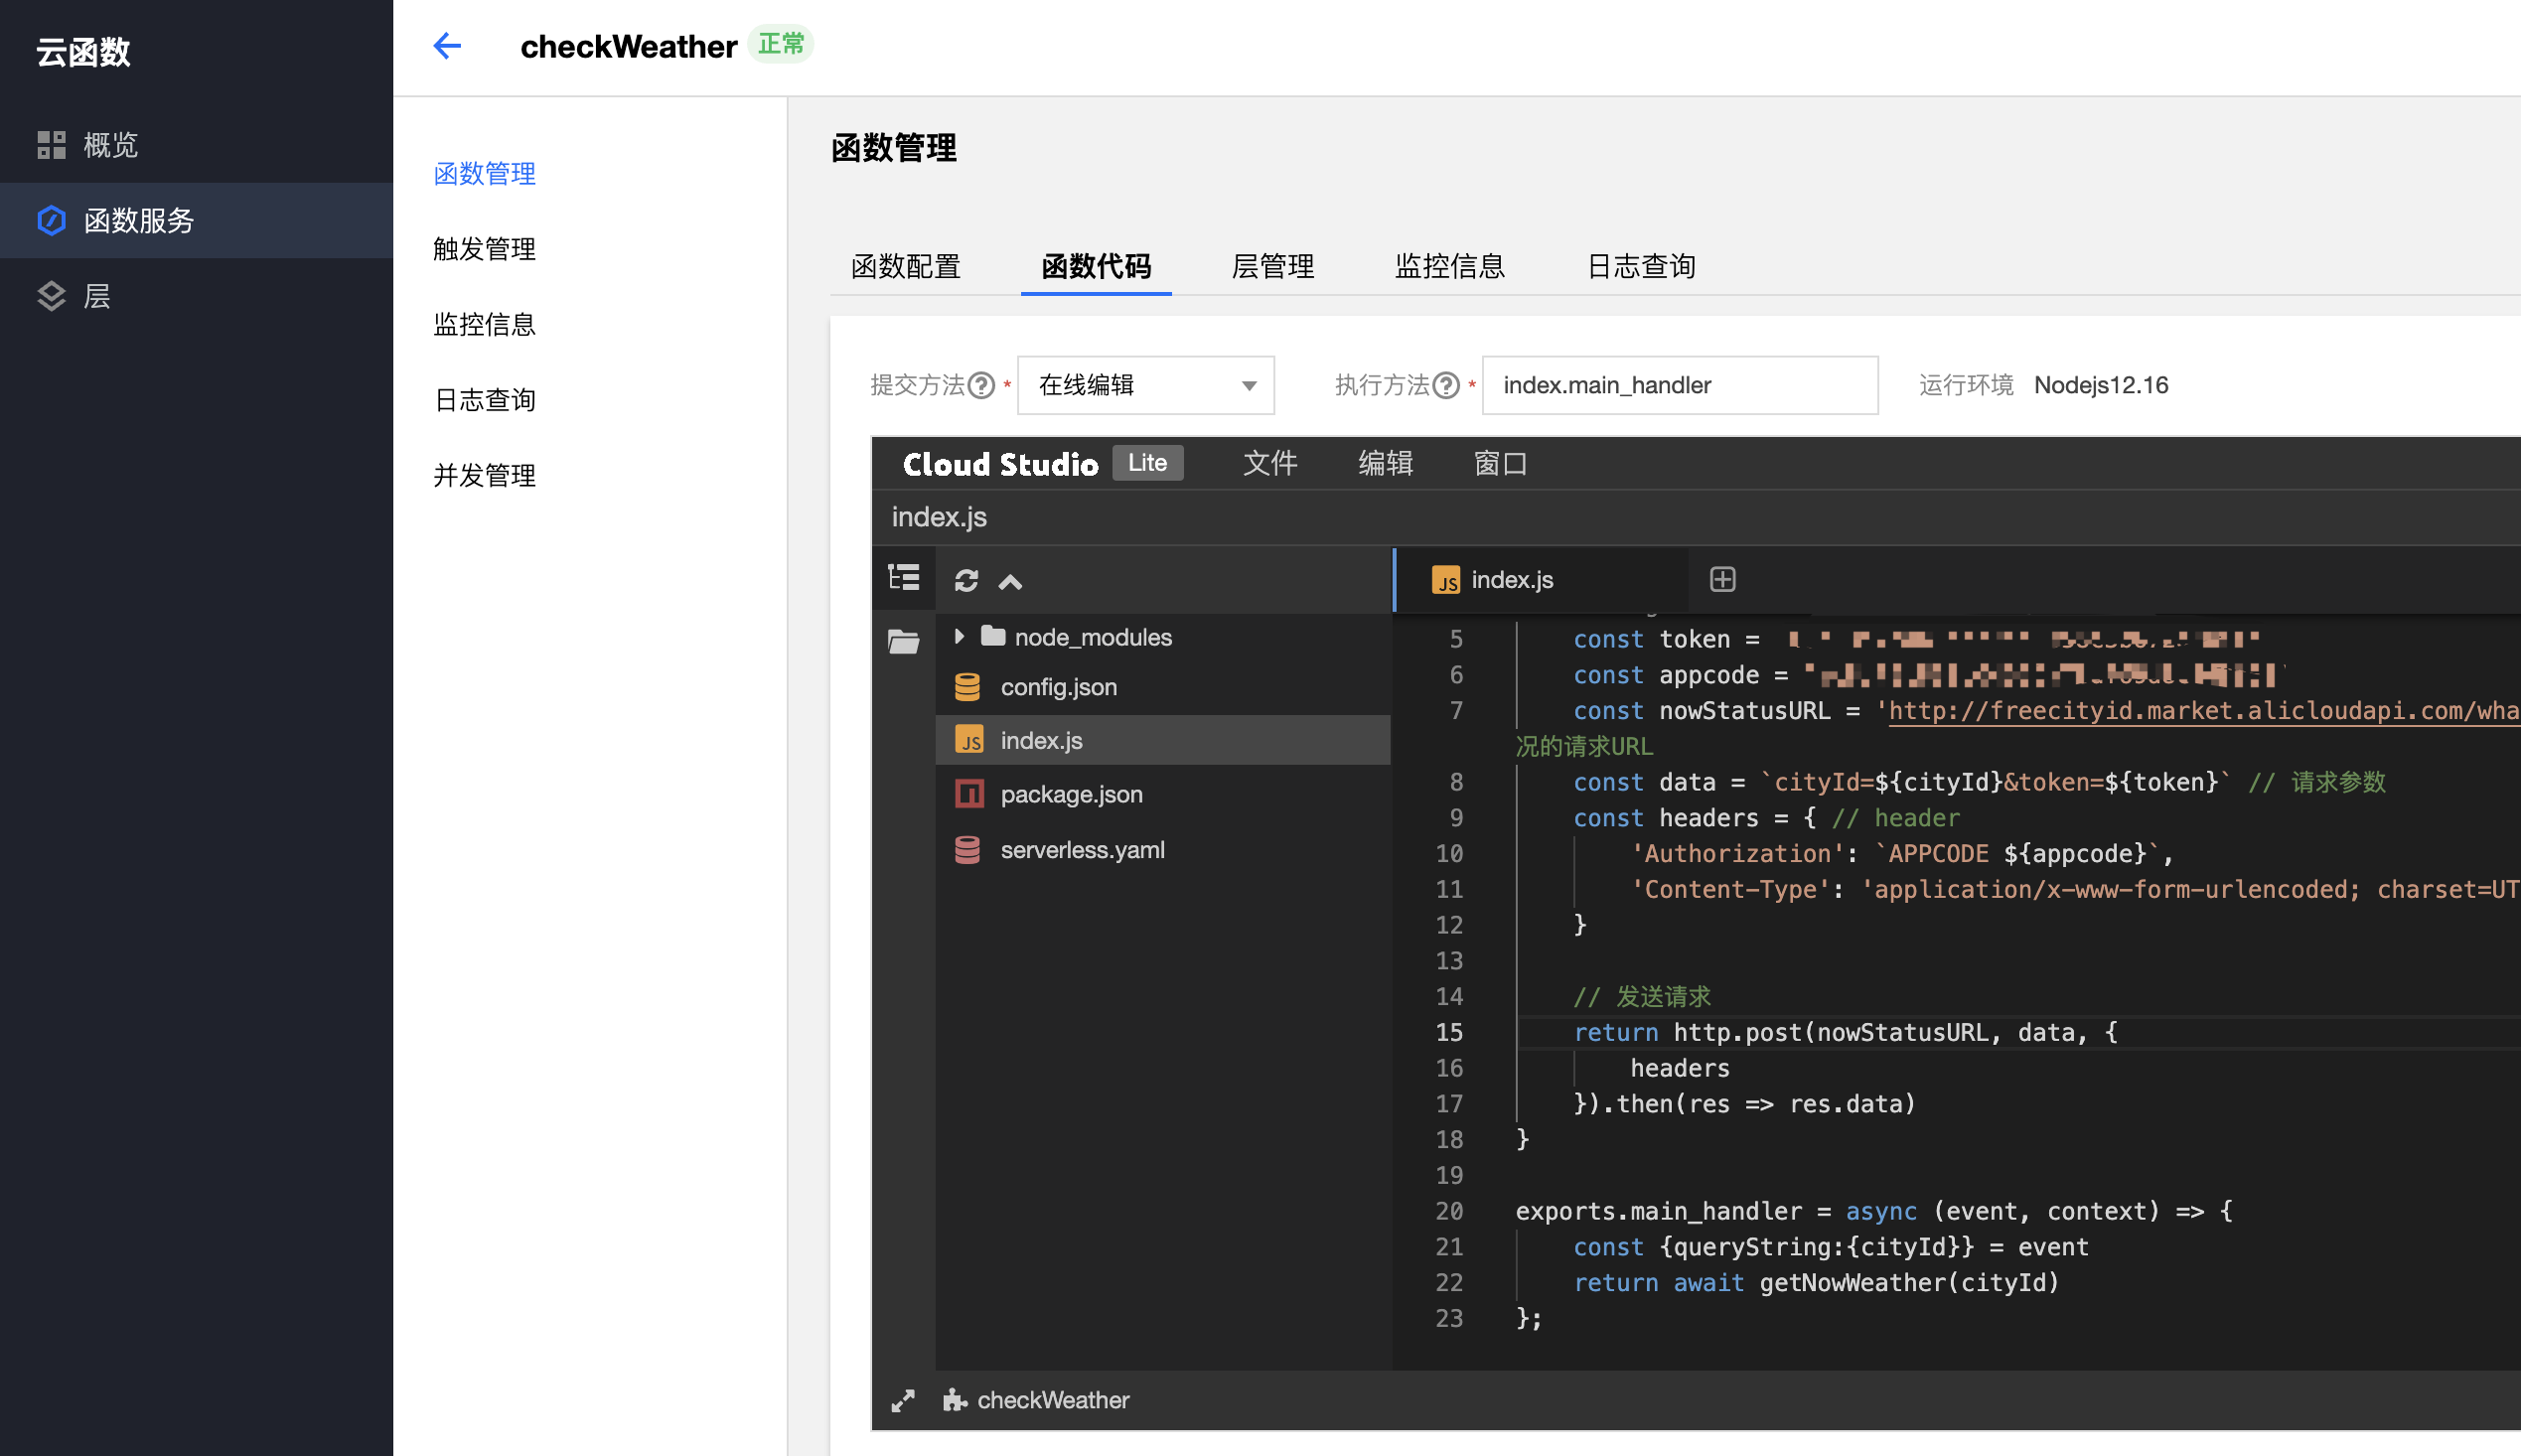 云函数
概览
函数服务
层
checkWeather 正常
函数管理
触发管理
监控信息
日志查询
并发管理
函数管理
函数配置 函数代码 层管理 监控信息 日志查询
提交方法 * 在线编辑 执行方法 * index.main_handler 运行环境 Nodejs12.16
Cloud Studio Lite 文件 编辑 窗口
index.js
node_modules
config.json
index.js
package.json
serverless.yaml
index.js
5 const token =
6 const appcode =
7 const nowStatusURL = 'http://freecityid.market.alicloudapi.com/wha
况的请求URL
8 const data = `cityId=${cityId}&token=${token}` // 请求参数
9 const headers = { // header
10 'Authorization': `APPCODE ${appcode}`,
11 'Content-Type': 'application/x-www-form-urlencoded; charset=UT
12 }
13
14 // 发送请求
15 return http.post(nowStatusURL, data, {
16 headers
17 }).then(res => res.data)
18 }
19
20 exports.main_handler = async (event, context) => {
21 const {queryString:{cityId}} = event
22 return await getNowWeather(cityId)
23 };
checkWeather